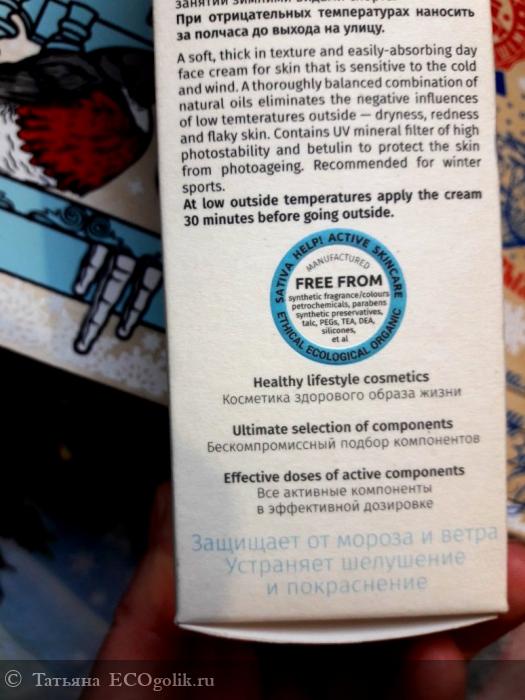 занятий зимними видами спорта.
При отрицательных температурах наносить
за полчаса до выхода на улицу.
A soft, thick in texture and easily-absorbing day
face cream for skin that is sensitive to the cold
and wind. A thoroughly balanced combination of
natural oils eliminates the negative influences
of low temteratures outside — dryness, redness
and flaky skin. Contains UV mineral filter of high
photostability and betulin to protect the skin
from photoageing. Recommended for winter
sports.
At low outside temperatures apply the cream
30 minutes before going outside.
SATIVA HELP! ACTIVE SKINCARE
MANUFACTURED
FREE FROM
synthetic fragrance/colours
petrochemicals, parabens
synthetic preservatives,
talc, PEGs, TEA, DEA,
silicones,
et al
ETHICAL ECOLOGICAL ORGANIC
Healthy lifestyle cosmetics
Косметика здорового образа жизни
Ultimate selection of components
Бескомпромиссный подбор компонентов
Effective doses of active components
Все активные компоненты
в эффективной дозировке
Защищает от мороза и ветра
Устраняет шелушение
и покраснение
© Татьяна ECOgolik.ru